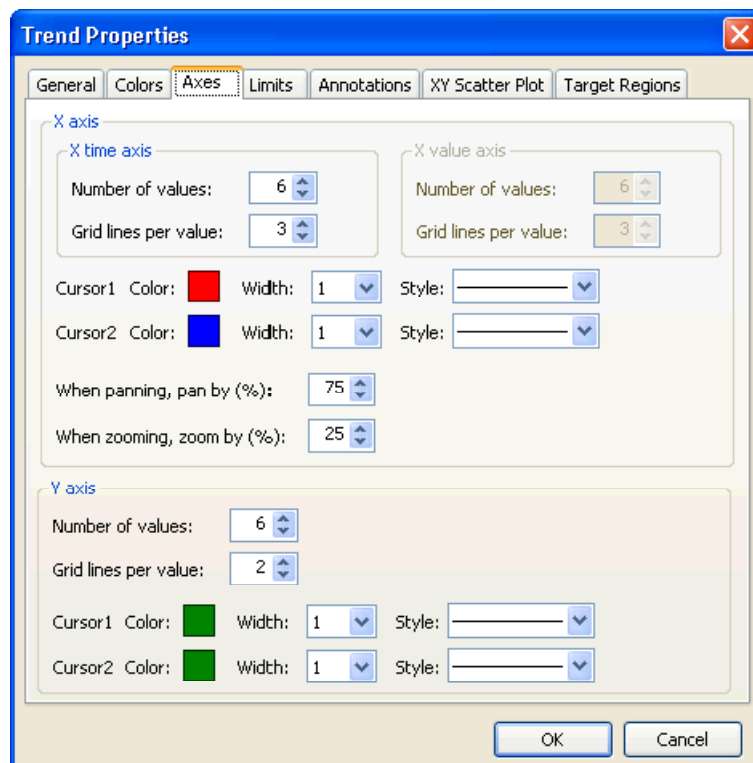 Trend Properties
General Colors Axes Limits Annotations XY Scatter Plot Target Regions
X axis
X time axis X value axis
Number of values: 6 Number of values: 6
Grid lines per value: 3 Grid lines per value: 3
Cursor1 Color: Width: 1 Style:
Cursor2 Color: Width: 1 Style:
When panning, pan by (%): 75
When zooming, zoom by (%): 25
Y axis
Number of values: 6
Grid lines per value: 2
Cursor1 Color: Width: 1 Style:
Cursor2 Color: Width: 1 Style:
OK Cancel